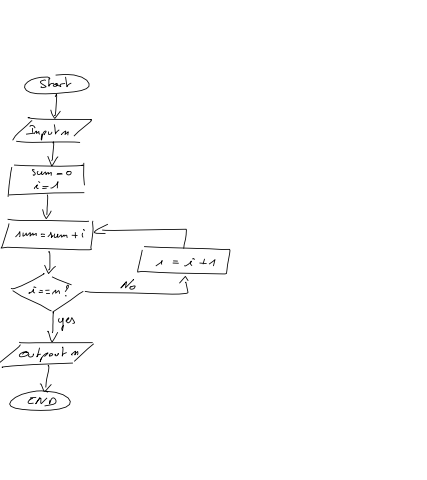 Start
Input n
sum = 0
i = 1
sum = sum + i
i = i + 1
i == n?
No
yes
Output n
END